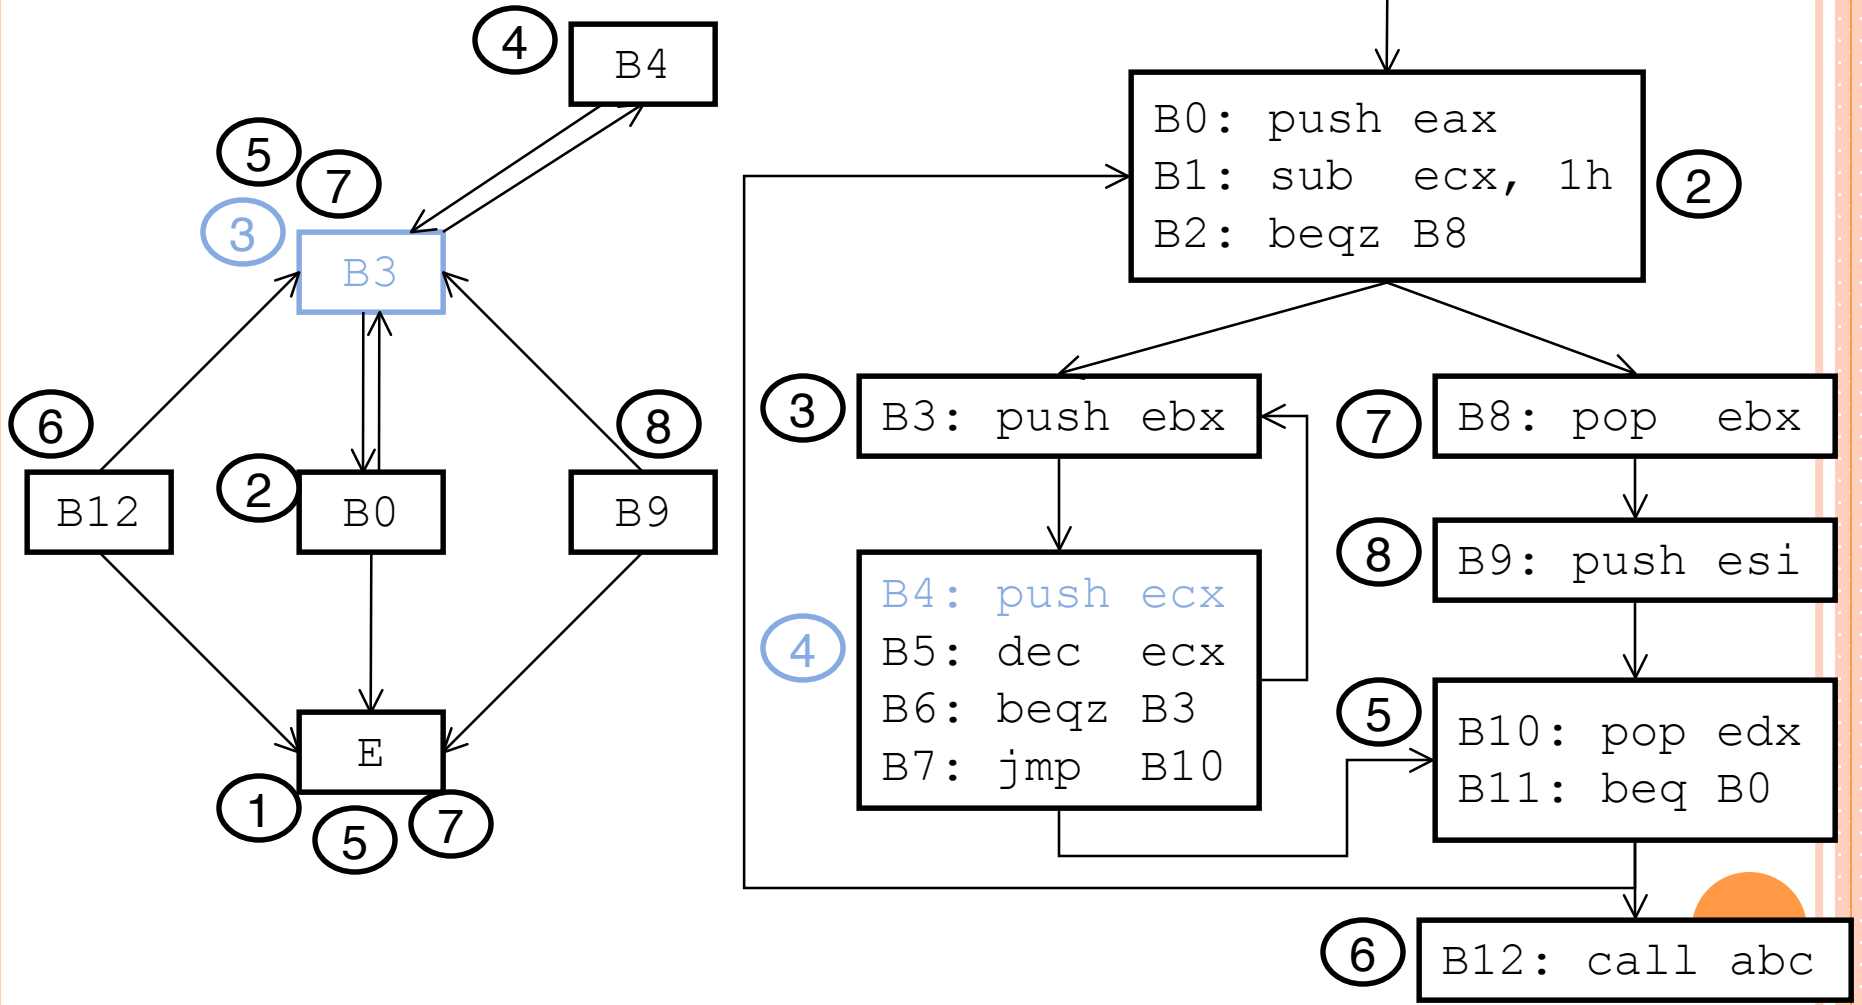 4
B4
5
7
3
B3
6
8
B12
2
B0
B9
E
1
5
7
B0: push eax
B1: sub ecx, 1h
B2: beqz B8
2
3
B3: push ebx
7
B8: pop ebx
4
B4: push ecx
B5: dec ecx
B6: beqz B3
B7: jmp B10
8
B9: push esi
5
B10: pop edx
B11: beq B0
6
B12: call abc